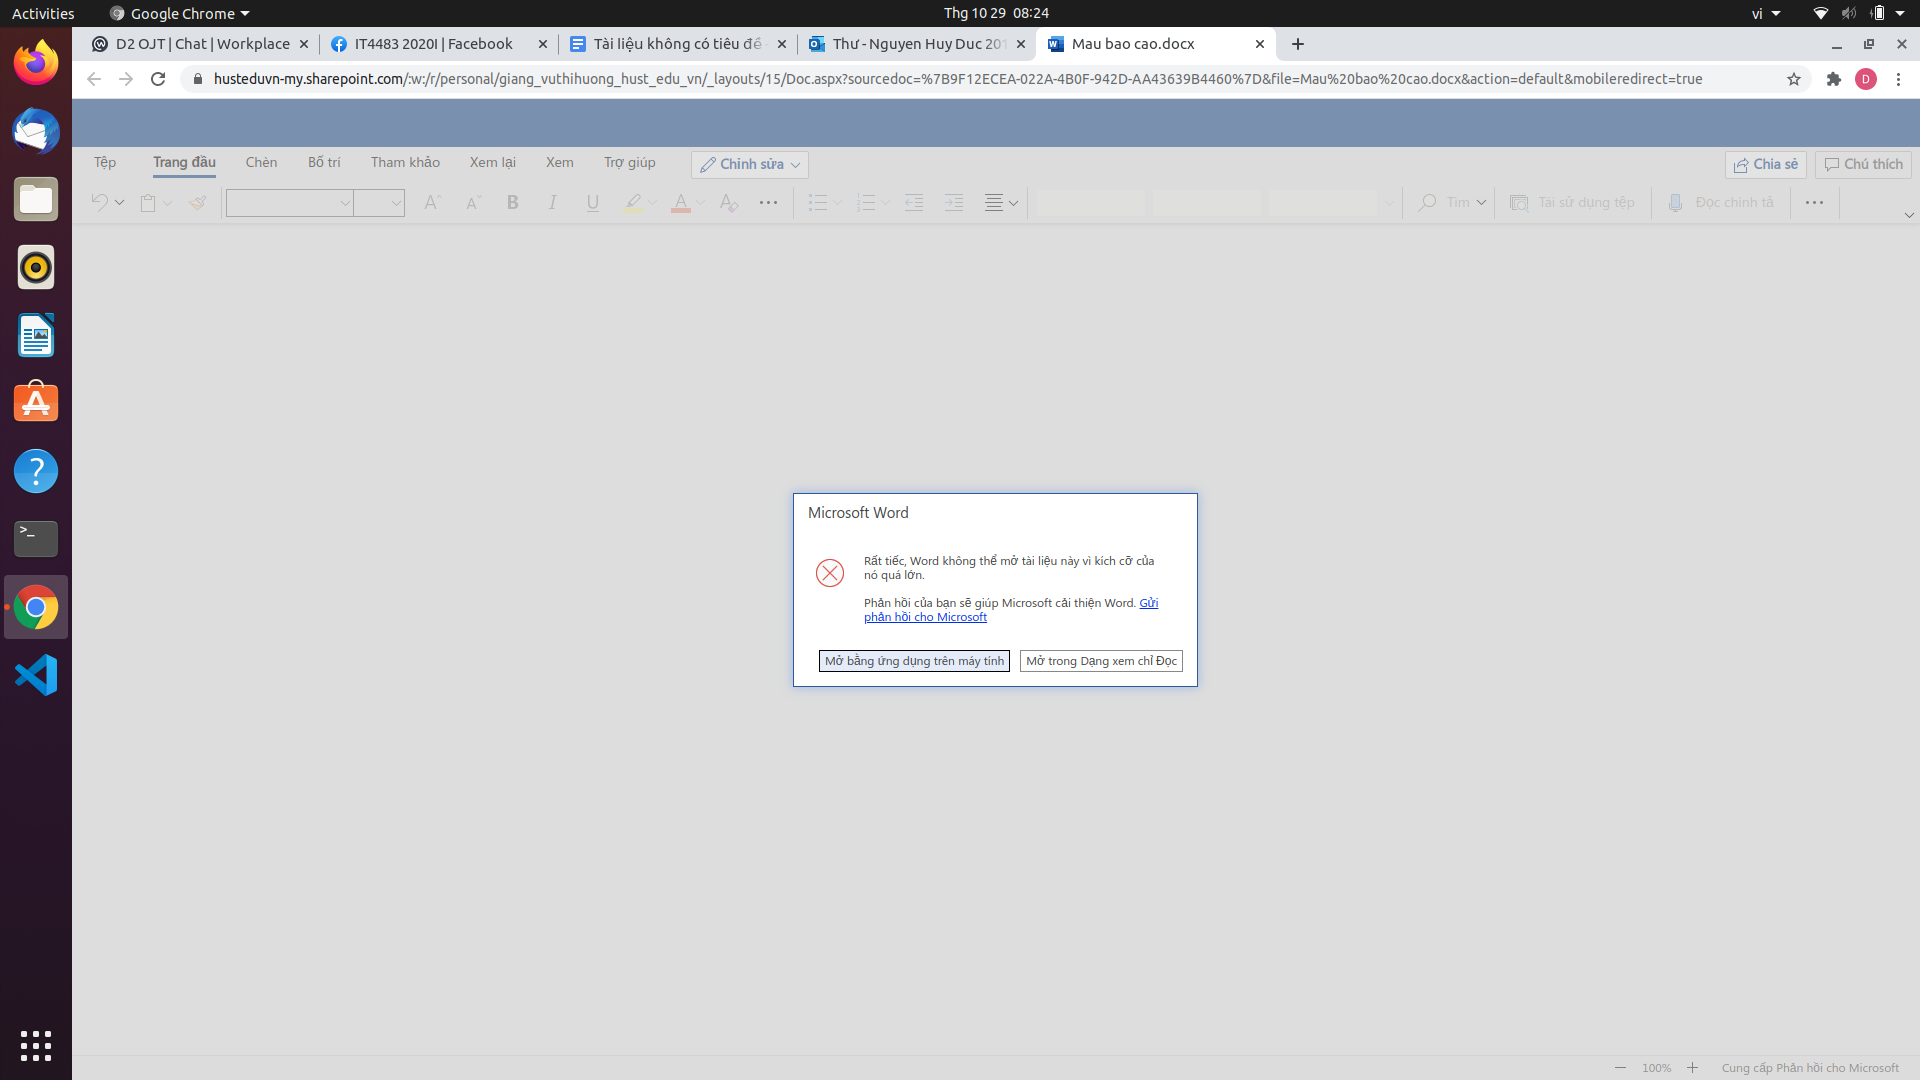 Activities
Google Chrome
Thg 10 29 08:24
vi
D2 OJT | Chat | Workplace
IT4483 2020I | Facebook
Tài liệu không có tiêu đề
Thư - Nguyen Huy Duc 201
Mau bao cao.docx
husteduvn-my.sharepoint.com/:w:/r/personal/giang_vuthihuong_hust_edu_vn/_layouts/15/Doc.aspx?sourcedoc=%7B9F12ECEA-022A-4B0F-942D-AA43639B4460%7D&file=Mau%20bao%20cao.docx&action=default&mobileredirect=true
D
Tệp
Trang đầu
Chèn
Bố trí
Tham khảo
Xem lại
Xem
Trợ giúp
Chỉnh sửa
Chia sẻ
Chú thích
Tìm
Tái sử dụng tệp
Đọc chính tả
Microsoft Word
Rất tiếc, Word không thể mở tài liệu này vì kích cỡ của
nó quá lớn.
Phản hồi của bạn sẽ giúp Microsoft cải thiện Word. Gửi
phản hồi cho Microsoft
Mở bằng ứng dụng trên máy tính
Mở trong Dạng xem chỉ Đọc
100%
Cung cấp Phản hồi cho Microsoft